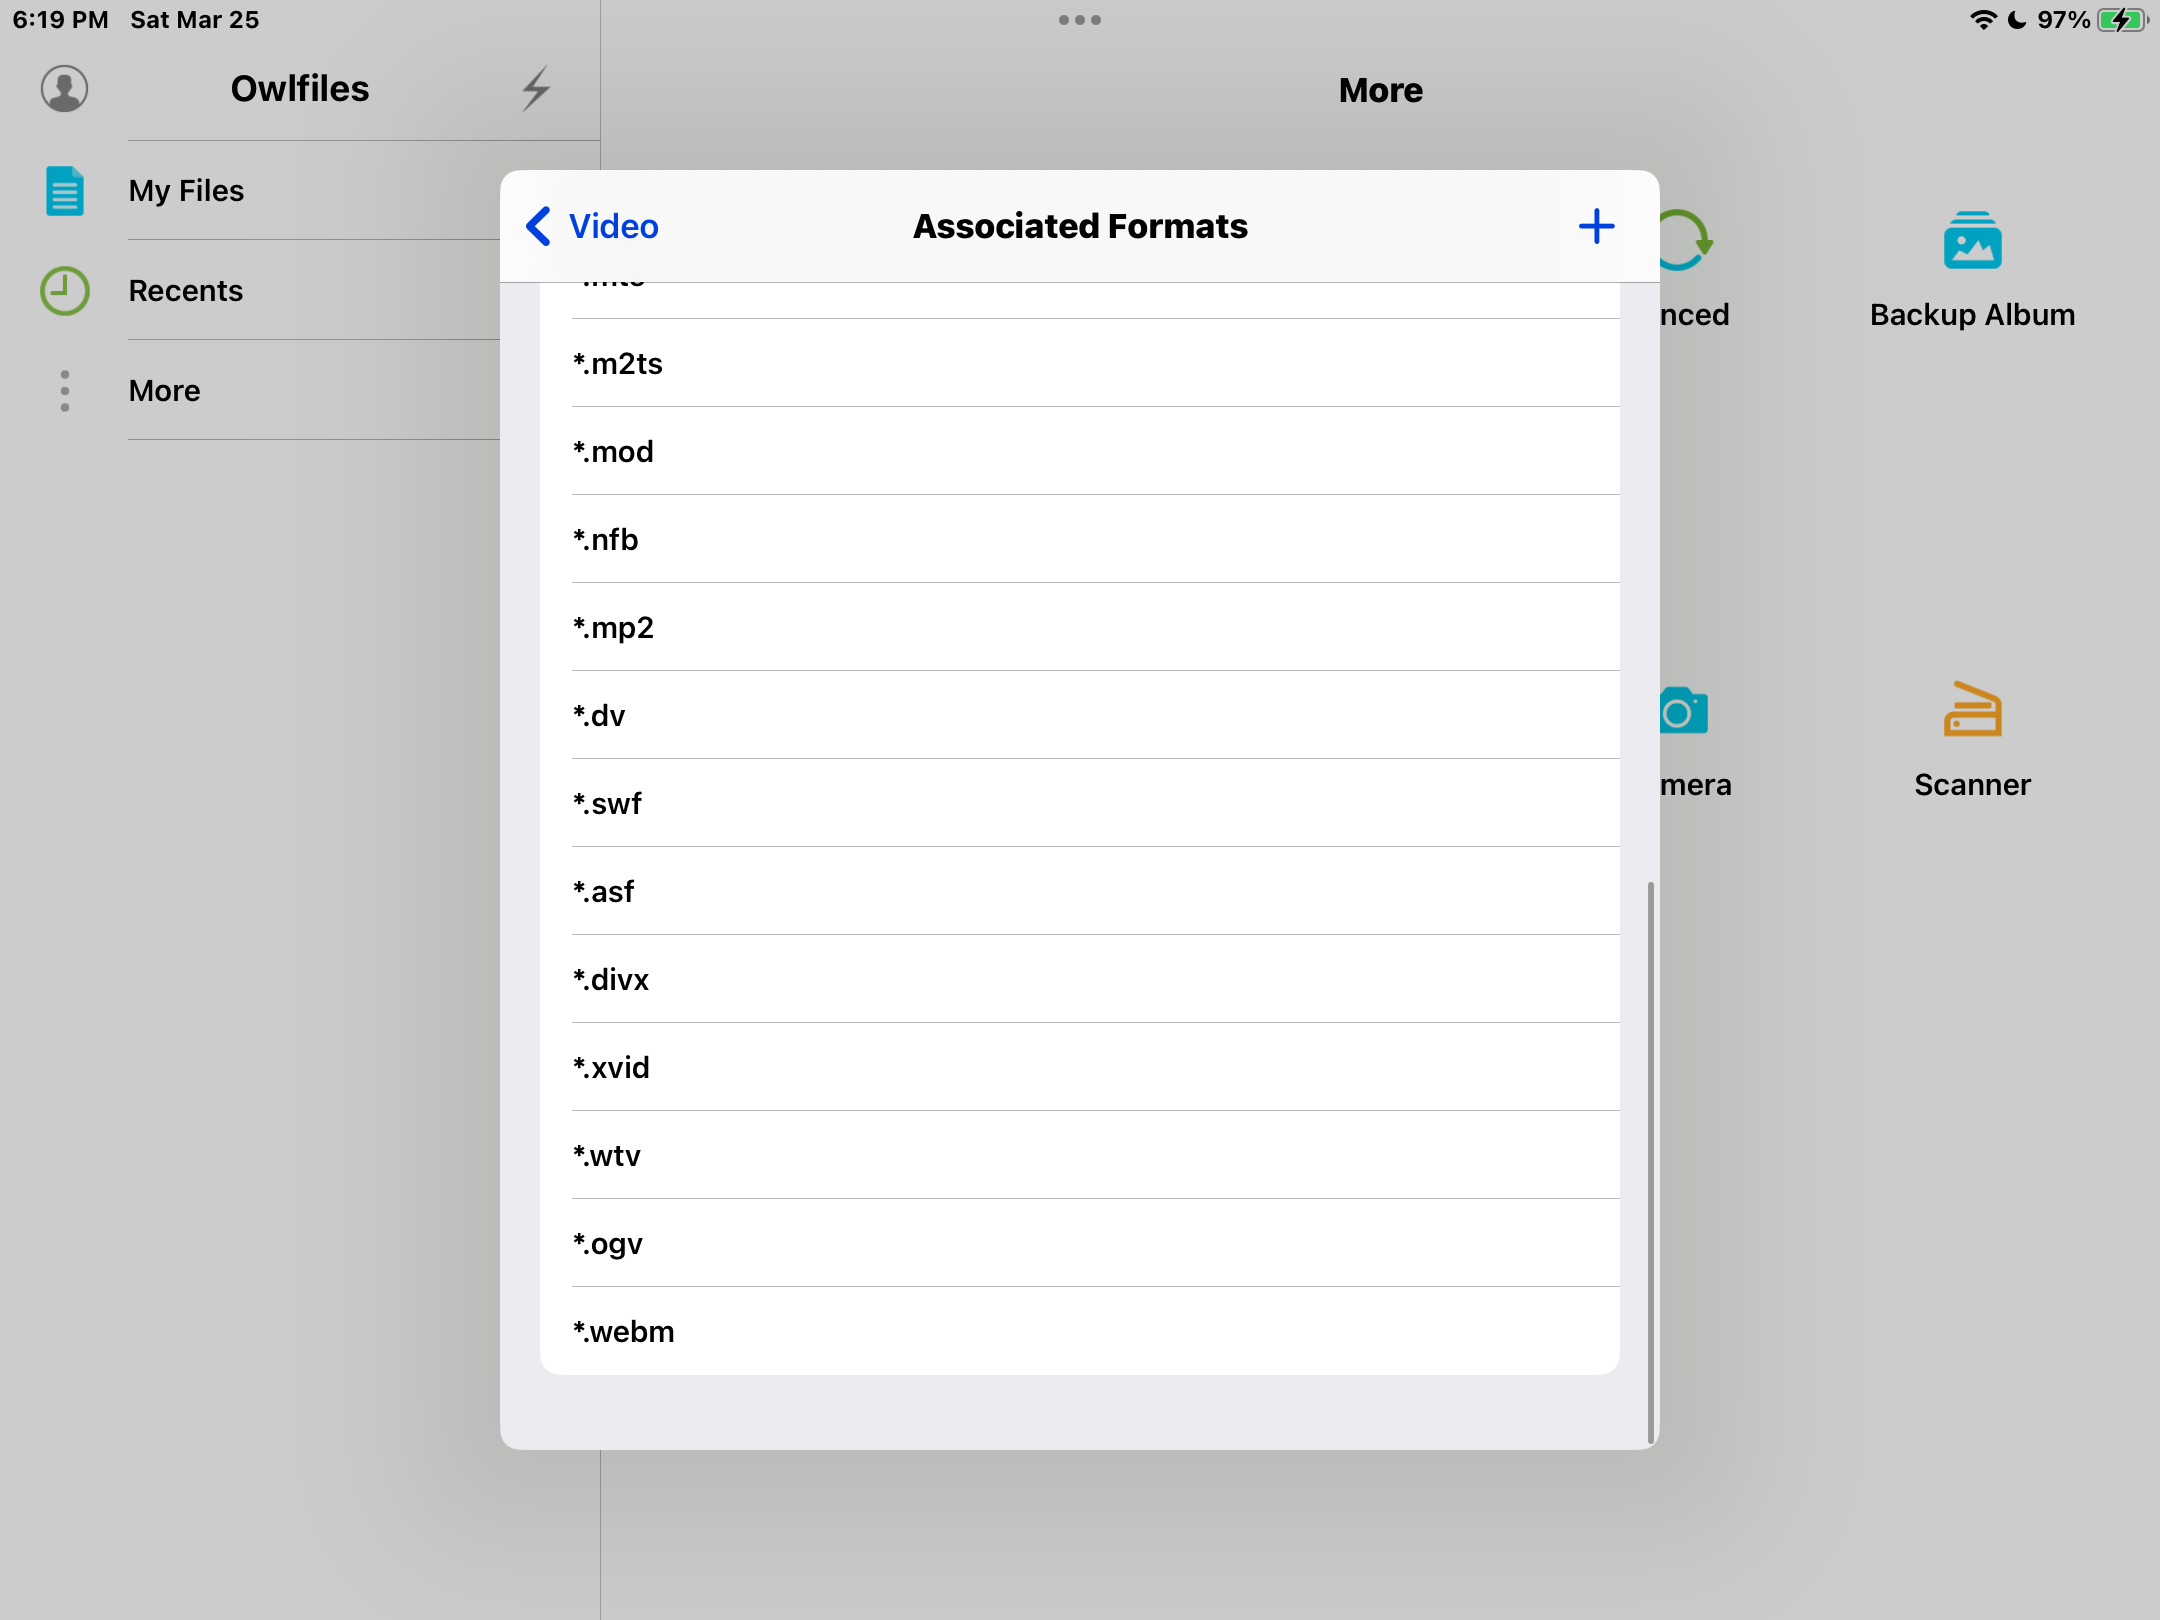 6:19 PM Sat Mar 25
97%
Owlfiles
More
My Files
Recents
More
Video
Associated Formats
*.m2ts
*.mod
*.nfb
*.mp2
*.dv
*.swf
*.asf
*.divx
*.xvid
*.wtv
*.ogv
*.webm
nced
Backup Album
mera
Scanner